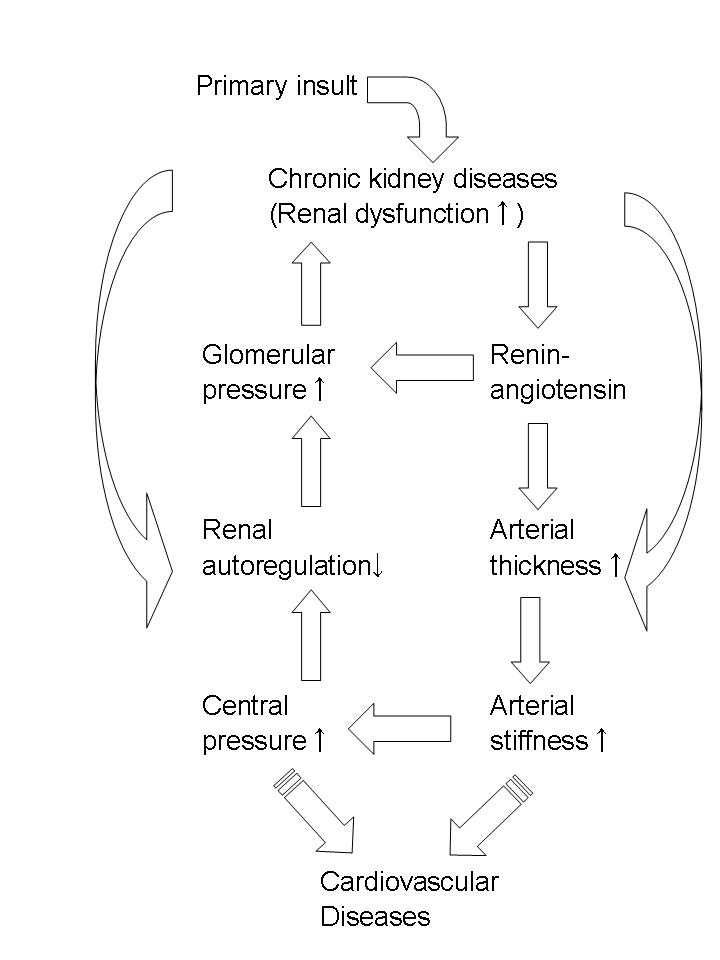 Primary insult
Chronic kidney diseases
(Renal dysfunction↑)
Glomerular
pressure↑
Renin-
angiotensin
Renal
autoregulation↓
Arterial
thickness↑
Central
pressure↑
Arterial
stiffness↑
Cardiovascular
Diseases